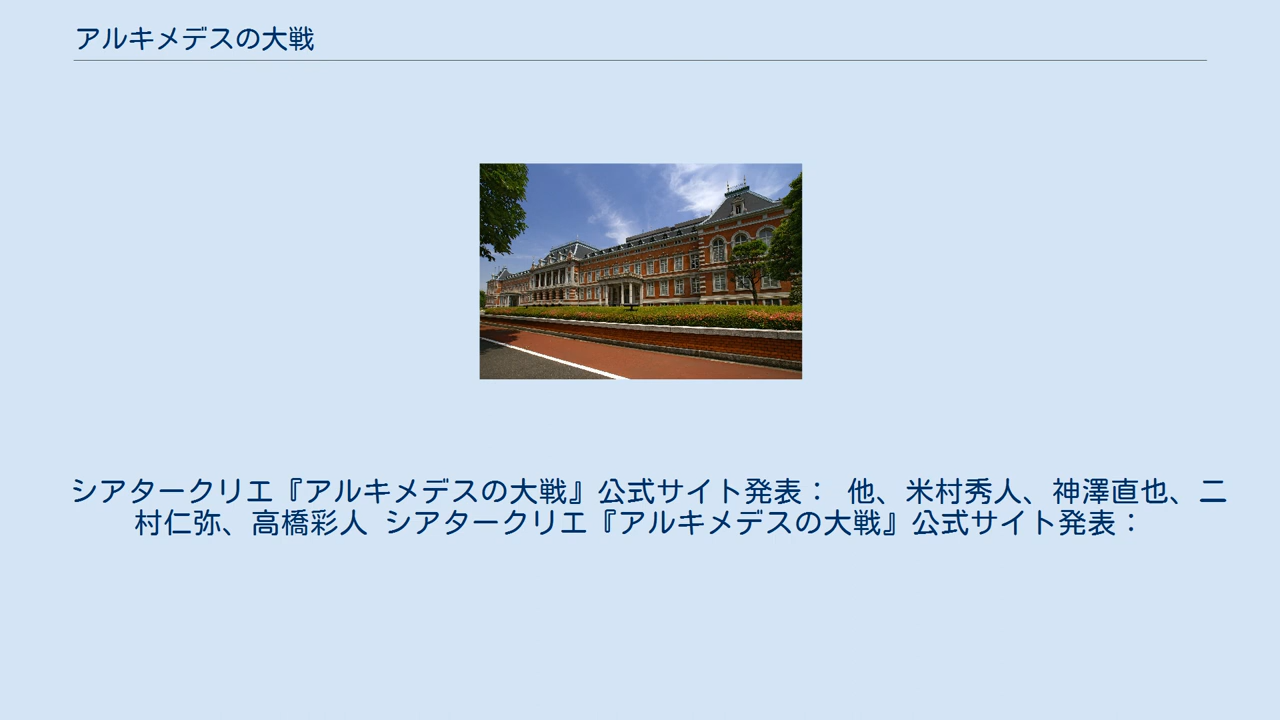 アルキメデスの大戦
シアタークリエ『アルキメデスの大戦』公式サイト発表： 他、米村秀人、神澤直也、二
村仁弥、高橋彩人 シアタークリエ『アルキメデスの大戦』公式サイト発表：